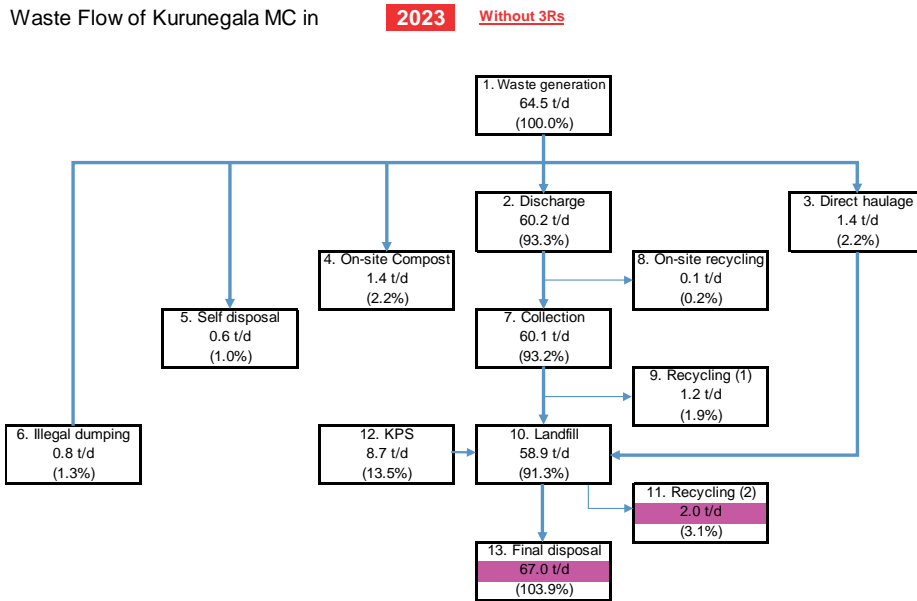 Waste Flow of Kurunegala MC in 2023 Without 3Rs
1. Waste generation
64.5 t/d
(100.0%)
2. Discharge
60.2 t/d
(93.3%)
3. Direct haulage
1.4 t/d
(2.2%)
4. On-site Compost
1.4 t/d
(2.2%)
8. On-site recycling
0.1 t/d
(0.2%)
5. Self disposal
0.6 t/d
(1.0%)
7. Collection
60.1 t/d
(93.2%)
9. Recycling (1)
1.2 t/d
(1.9%)
6. Illegal dumping
0.8 t/d
(1.3%)
12. KPS
8.7 t/d
(13.5%)
10. Landfill
58.9 t/d
(91.3%)
11. Recycling (2)
2.0 t/d
(3.1%)
13. Final disposal
67.0 t/d
(103.9%)